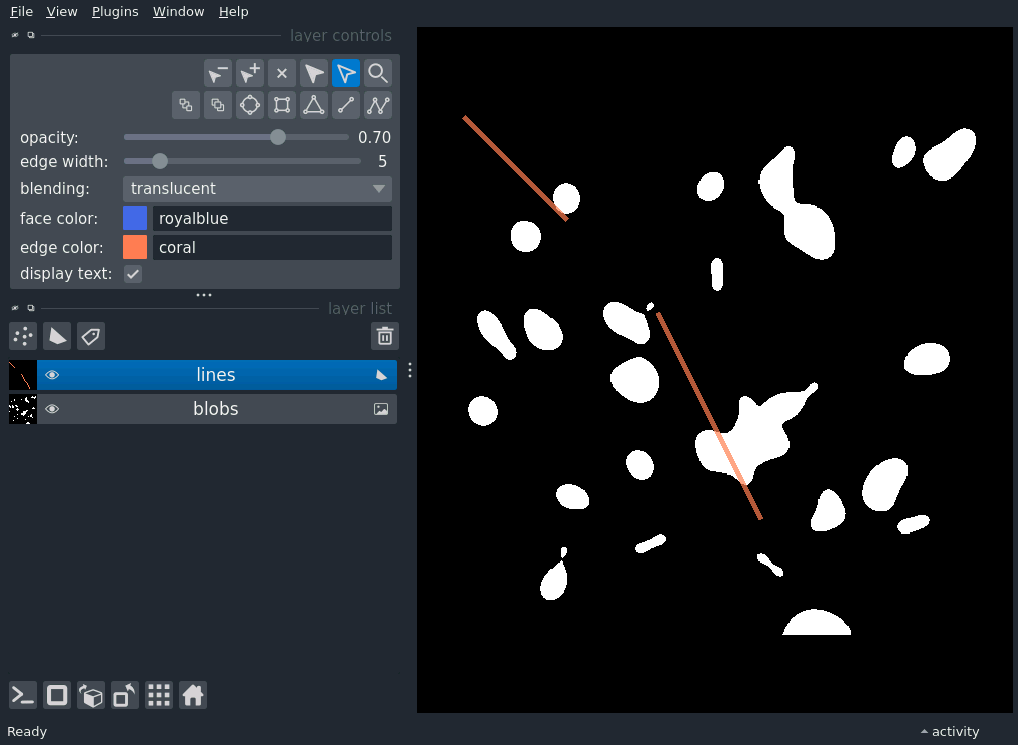 File View Plugins Window Help
layer controls
opacity: 0.70
edge width: 5
blending: translucent
face color: royalblue
edge color: coral
display text:
layer list
lines
blobs
Ready activity